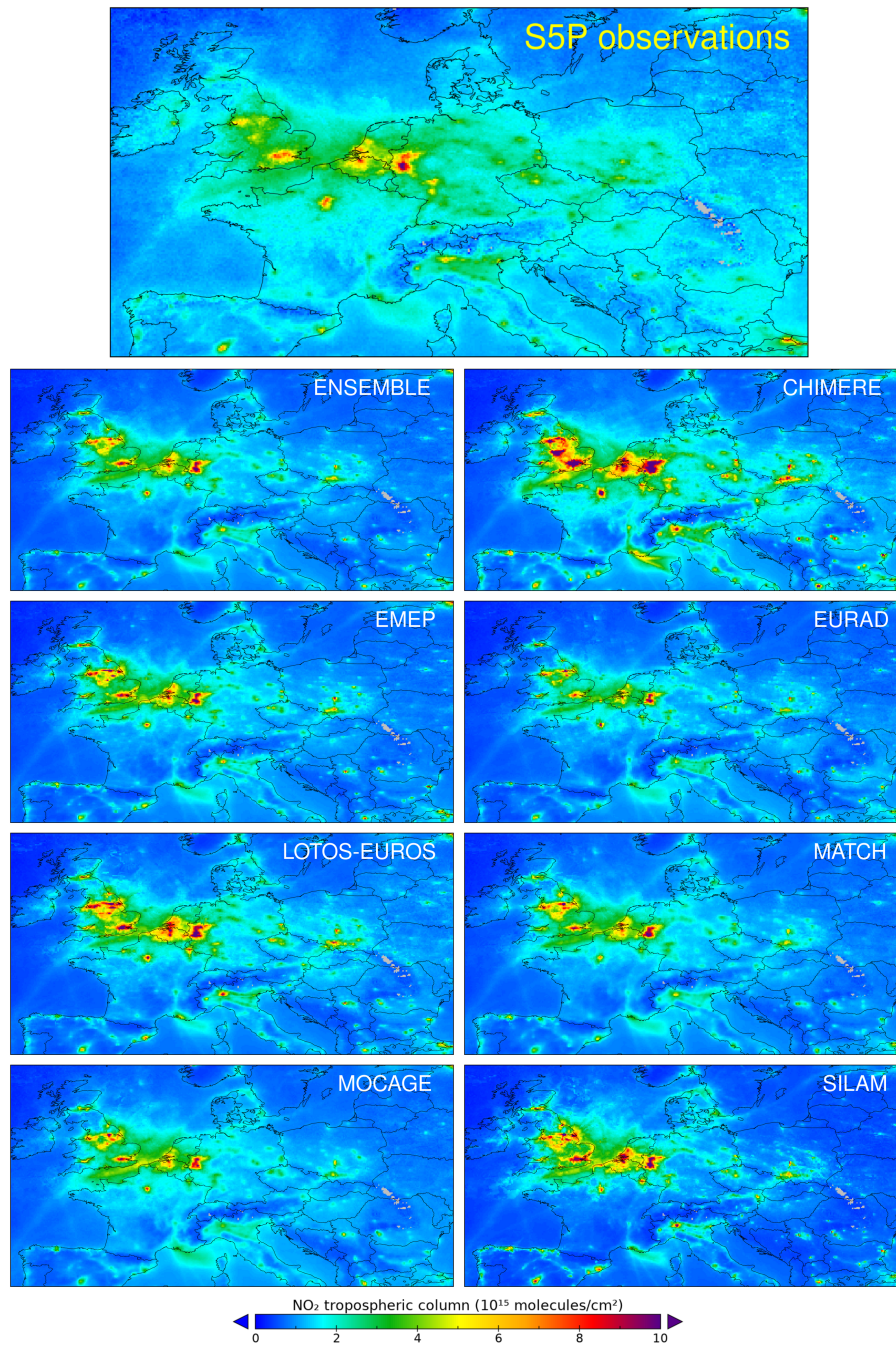 S5P observations
ENSEMBLE
CHIMERE
EMEP
EURAD
LOTOS-EUROS
MATCH
MOCAGE
SILAM
NO₂ tropospheric column (10¹⁵ molecules/cm²)
0 2 4 6 8 10